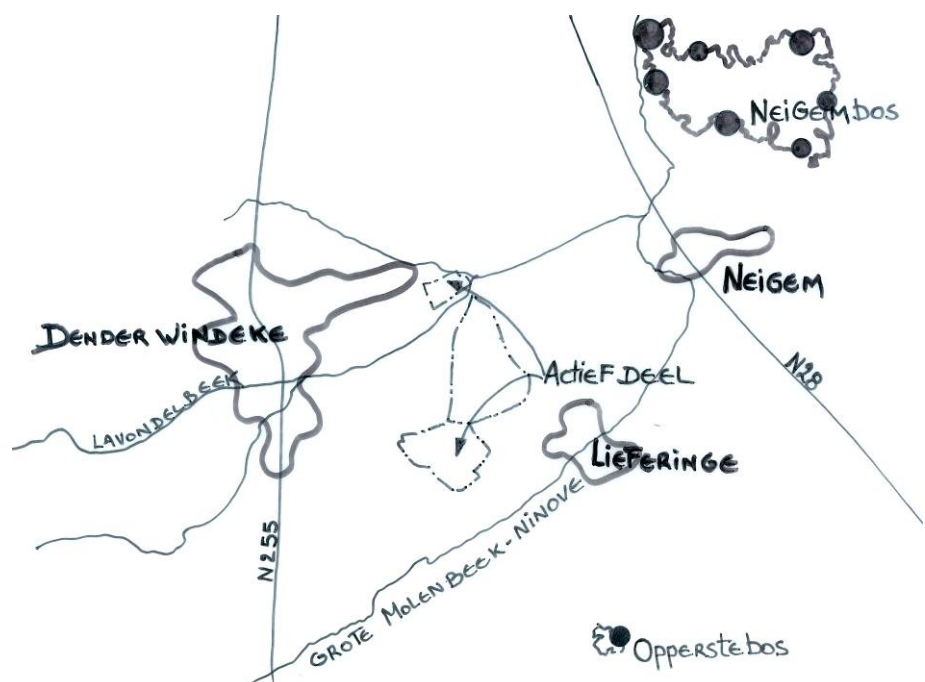 NEIGEMBOS
NEIGEM
DENDERWINDEKE
N28
ACTIEF DEEL
LAVONDELBEEK
LIEFERINGE
N255
GROTE MOLENBEEK-NINOVE
OPPERSTEBOS